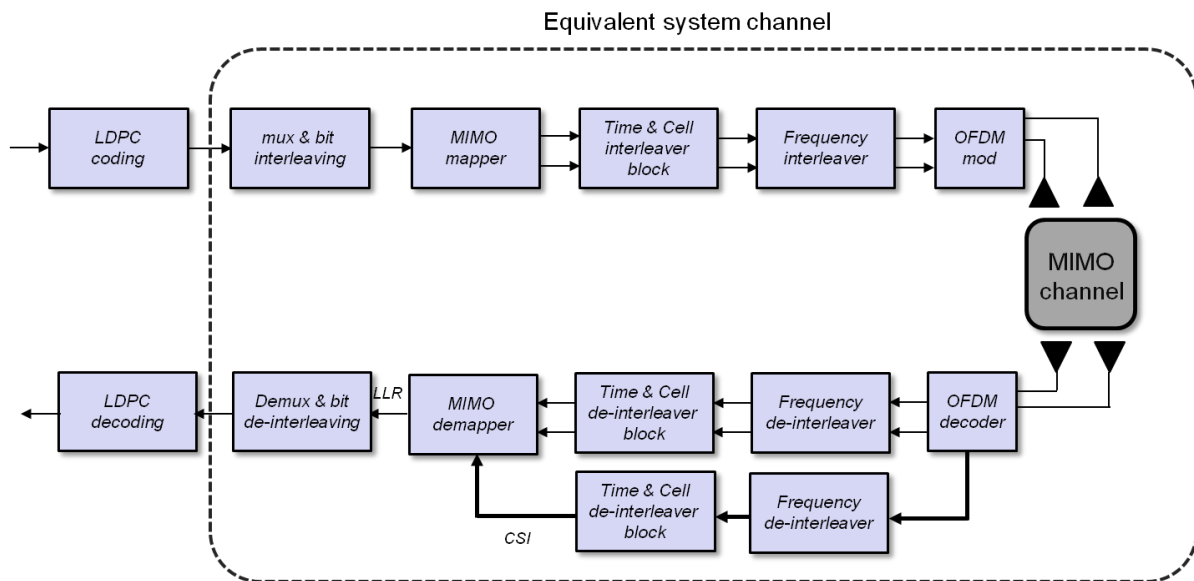 Equivalent system channel
LDPC
coding
mux & bit
interleaving
MIMO
mapper
Time & Cell
interleaver
block
Frequency
interleaver
OFDM
mod
MIMO
channel
LDPC
decoding
Demux & bit
de-interleaving
LLR
MIMO
demapper
Time & Cell
de-interleaver
block
Frequency
de-interleaver
OFDM
decoder
CSI
Time & Cell
de-interleaver
block
Frequency
de-interleaver